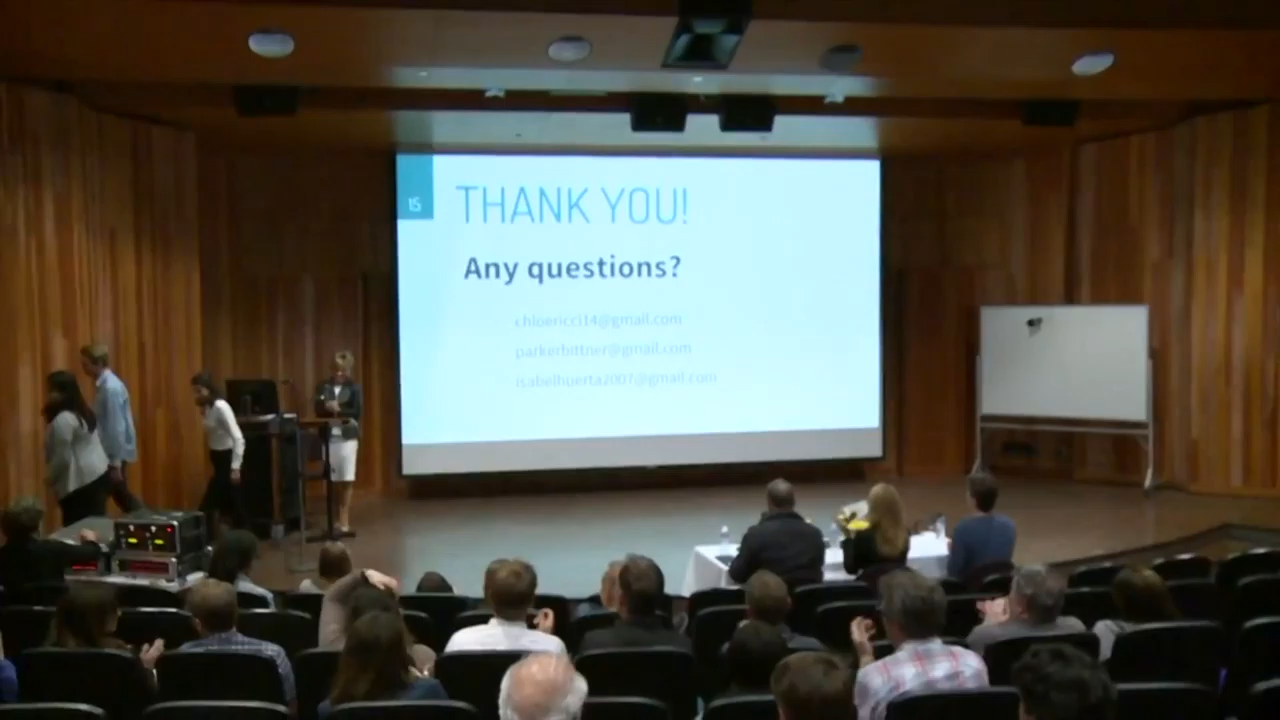 15
THANK YOU!
Any questions?
chloericci14@gmail.com
parkerbittner@gmail.com
isabelhuerta2007@gmail.com